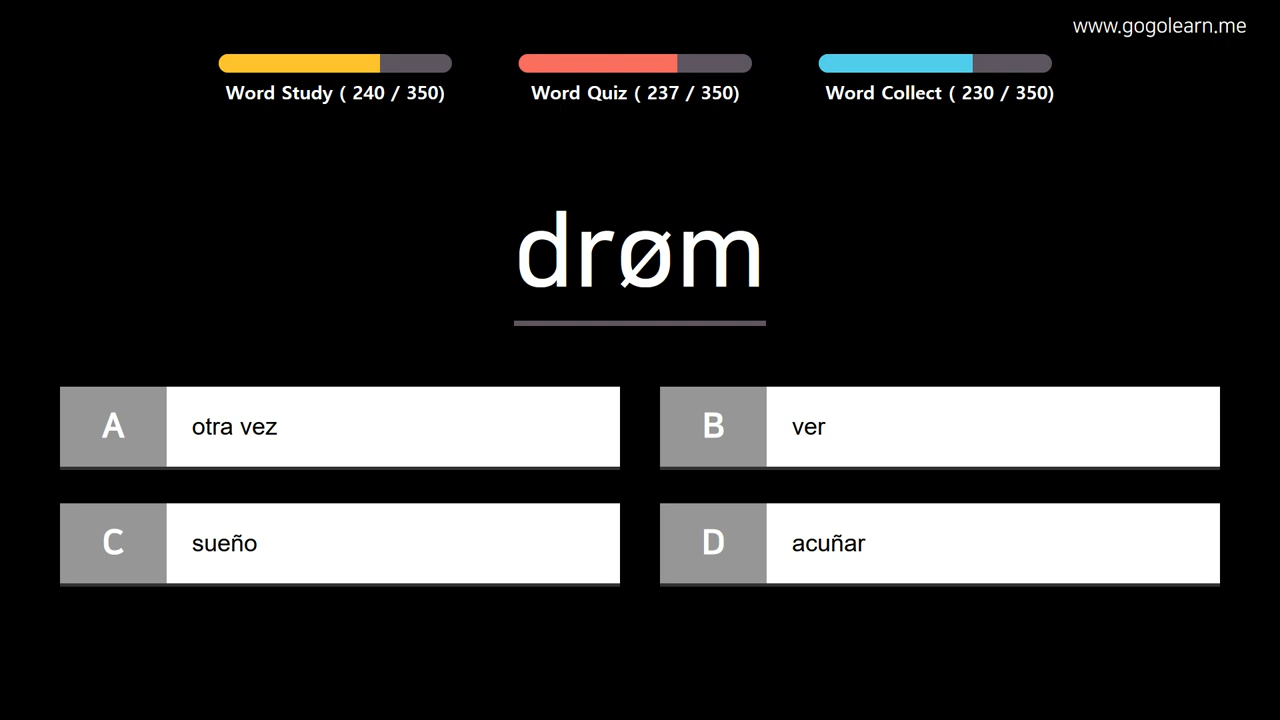 www.gogolearn.me
Word Study ( 240 / 350)
Word Quiz ( 237 / 350)
Word Collect ( 230 / 350)
drøm
A
otra vez
B
ver
C
sueño
D
acuñar